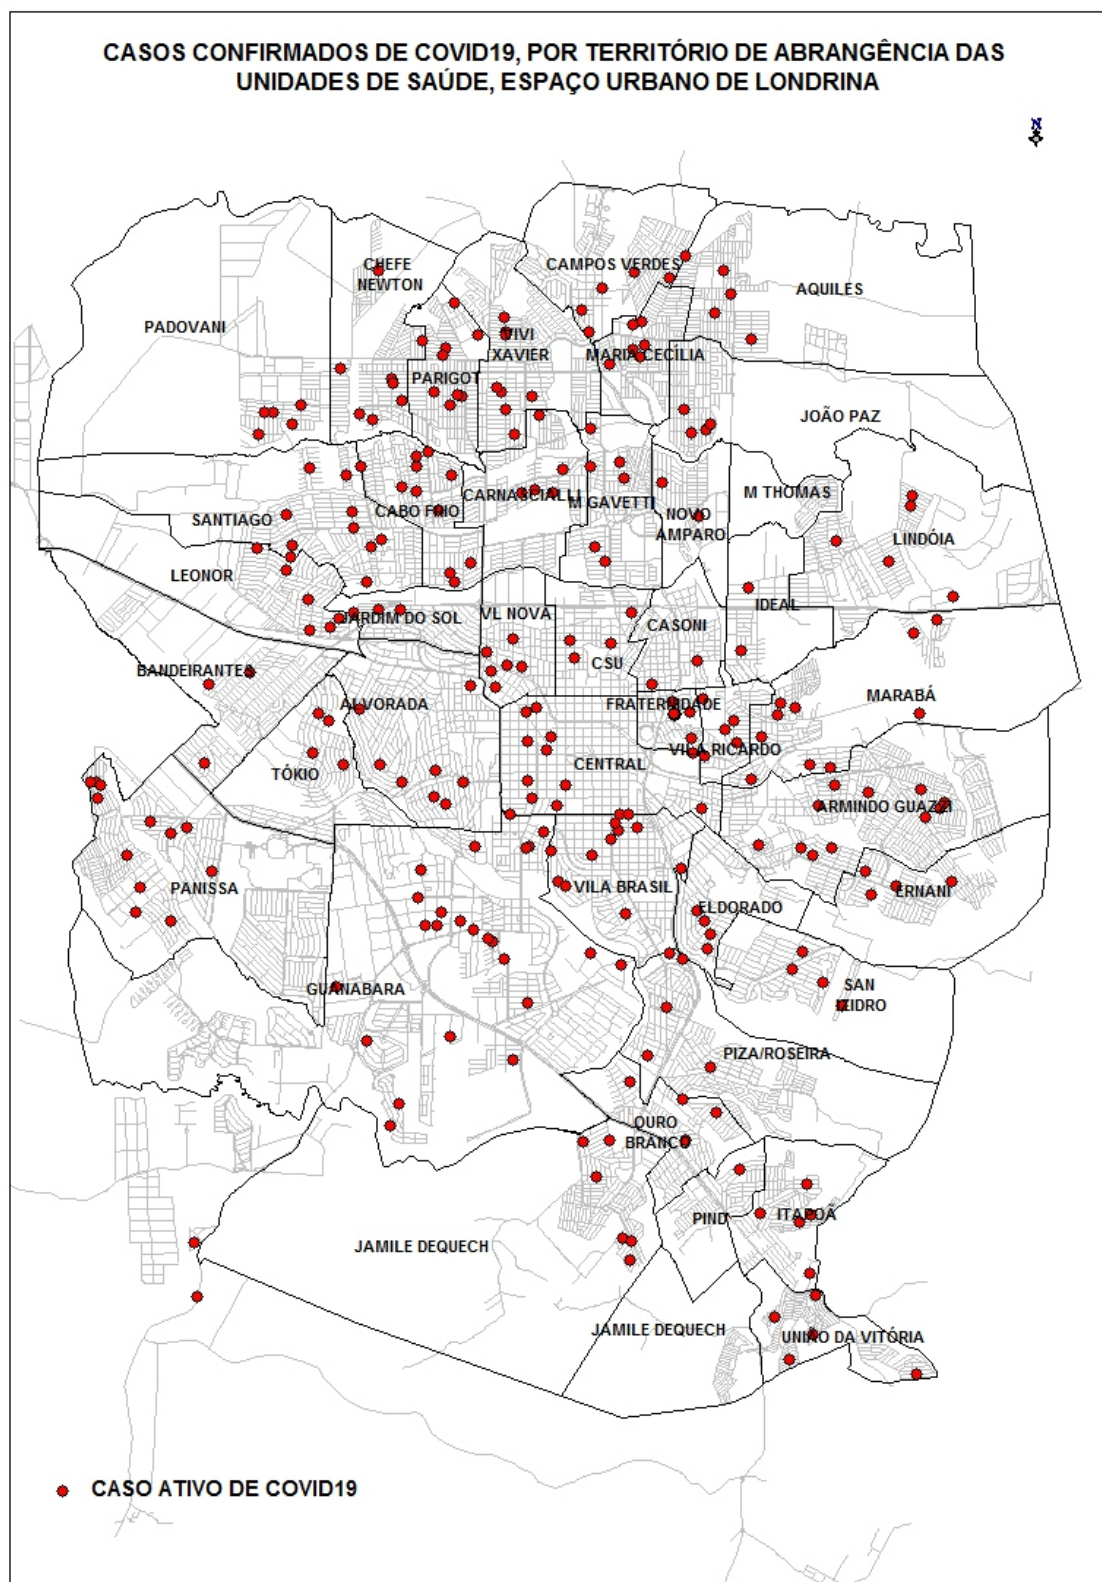 CASOS CONFIRMADOS DE COVID19, POR TERRITÓRIO DE ABRANGÊNCIA DAS
UNIDADES DE SAÚDE, ESPAÇO URBANO DE LONDRINA
N
CHEFE
NEWTON
CAMPOS VERDES
AQUILES
PADOVANI
VIVI
XAVIER
MARIA CECÍLIA
PARIGOT
JOÃO PAZ
M THOMAS
CARNASCIALLI
M GAVETTI
SANTIAGO
CABO FRIO
NOVO
AMPARO
LINDÓIA
LEONOR
IDEAL
JARDIM DO SOL
VL NOVA
CASONI
CSU
BANDEIRANTES
MARABÁ
ALVORADA
FRATERNIDADE
VILA RICARDO
CENTRAL
TÓKIO
ARMINDO GUAZZI
PANISSA
VILA BRASIL
ERNANI
ELDORADO
GUANABARA
SAN
IZIDRO
PIZA/ROSEIRA
OURO
BRANCO
PIND
ITAPOÃ
JAMILE DEQUECH
JAMILE DEQUECH
UNIÃO DA VITÓRIA
CASO ATIVO DE COVID19